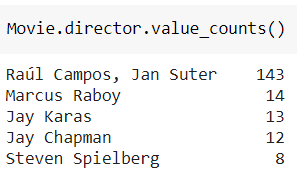 Movie.director.value_counts()
Raúl Campos, Jan Suter 143
Marcus Raboy 14
Jay Karas 13
Jay Chapman 12
Steven Spielberg 8